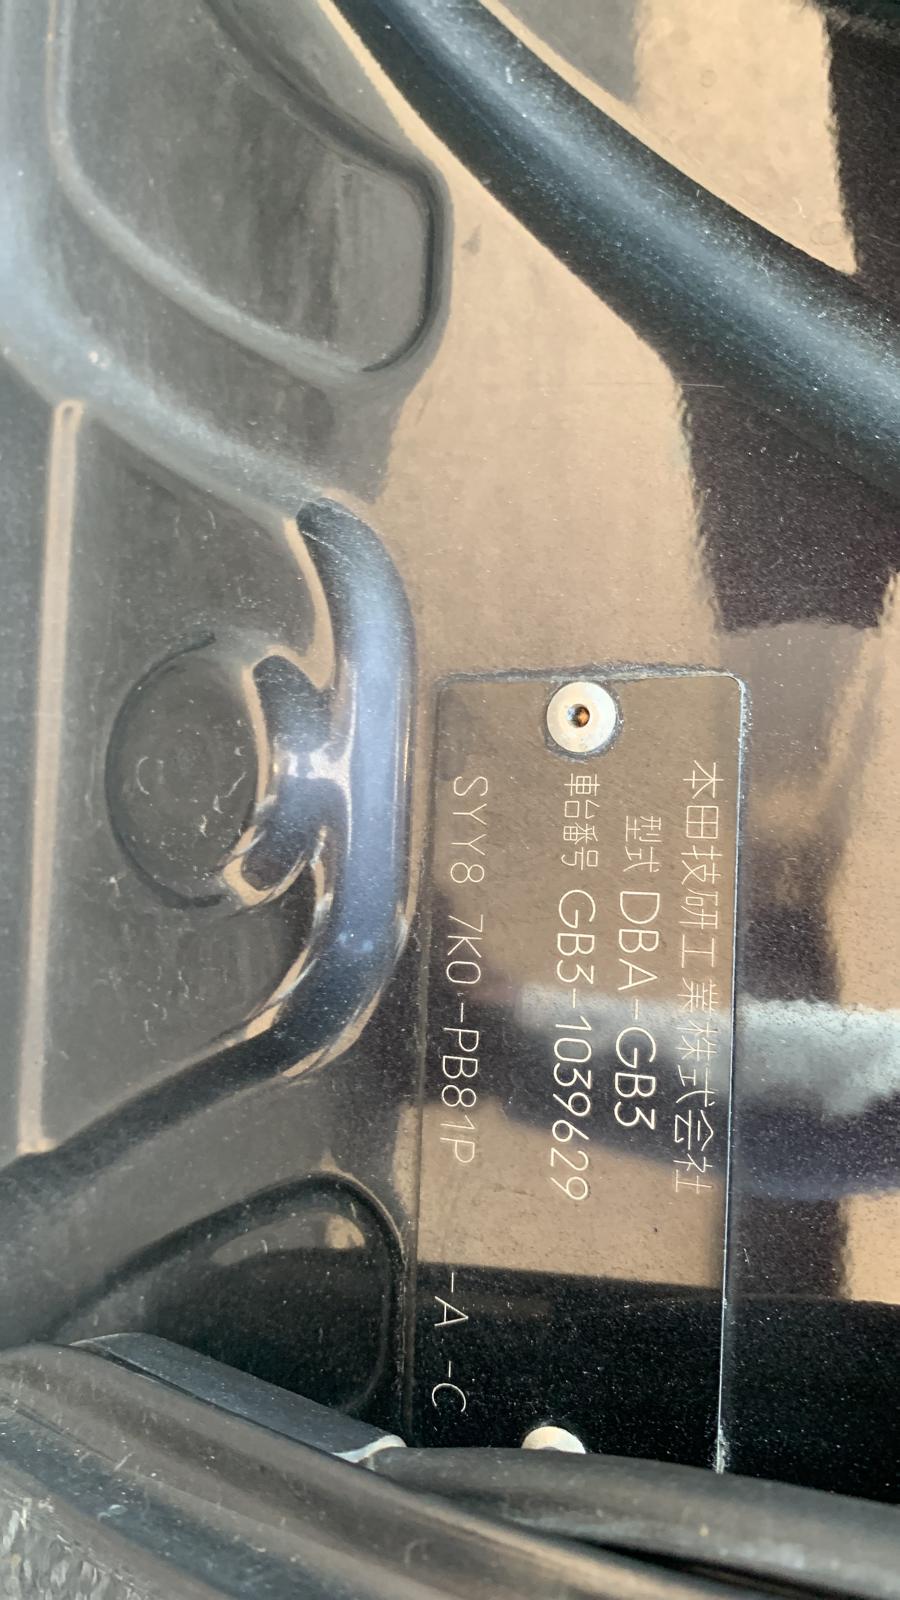 本田技研工業株式会社
型式 DBA-GB3
車台番号 GB3-1039629
SYY8 7K0-PB81P -A -C